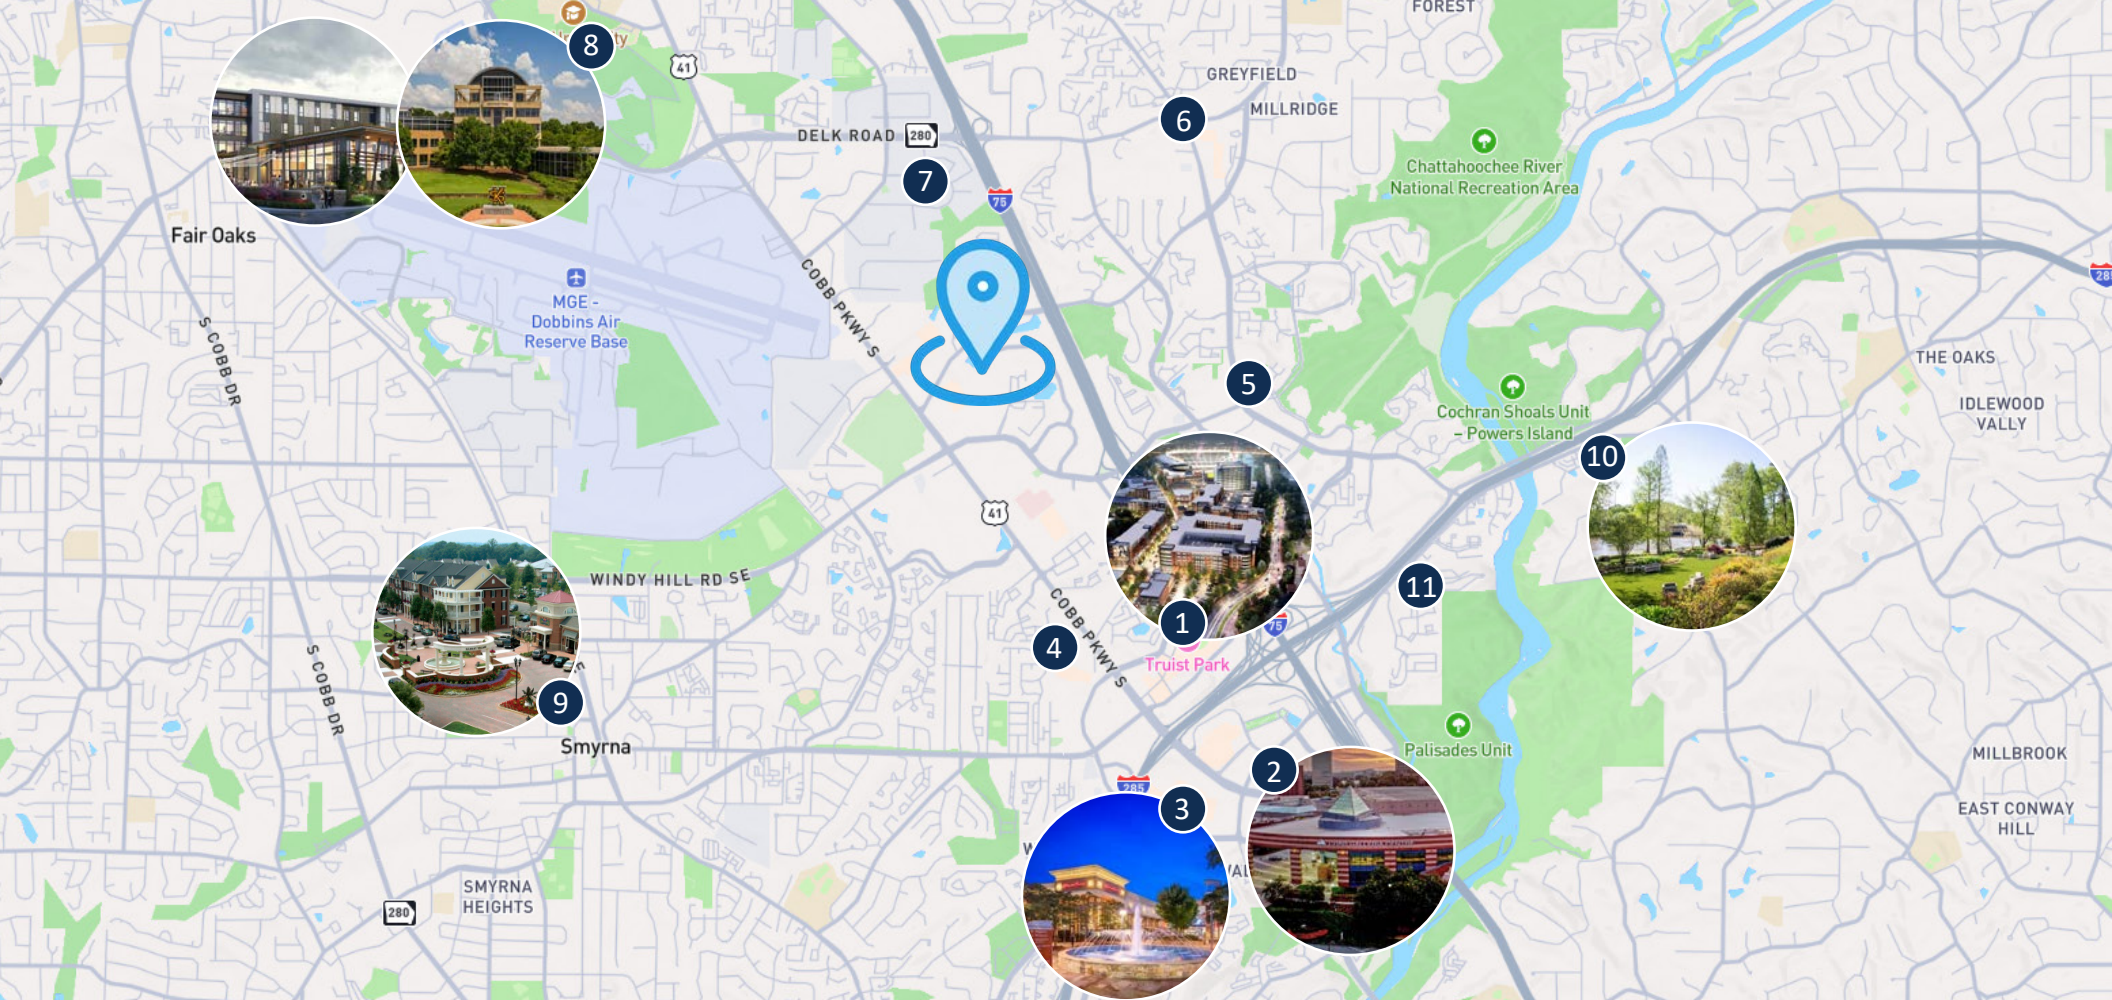 FOREST
8
41
GREYFIELD
MILLRIDGE
6
DELK ROAD
280
7
75
Chattahoochee River
National Recreation Area
Fair Oaks
MGE -
Dobbins Air
Reserve Base
COBB PKWY S
285
S COBB DR
5
THE OAKS
IDLEWOOD
VALLEY
Cochran Shoals Unit
– Powers Island
10
41
WINDY HILL RD SE
11
COBB PKWY S
1
75
4
Truist Park
S COBB DR
9
Smyrna
Palisades Unit
MILLBROOK
2
285
3
EAST CONWAY
HILL
SMYRNA
HEIGHTS
280